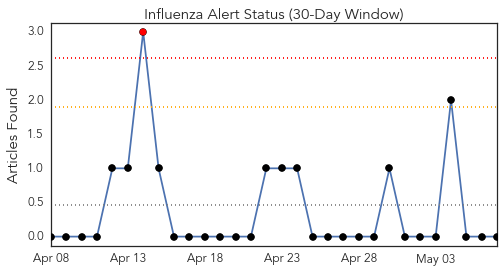 Influenza Alert Status (30-Day Window)
3.0
2.5
2.0
1.5
1.0
0.5
0.0
Articles Found
Apr 08
Apr 13
Apr 18
Apr 23
Apr 28
May 03